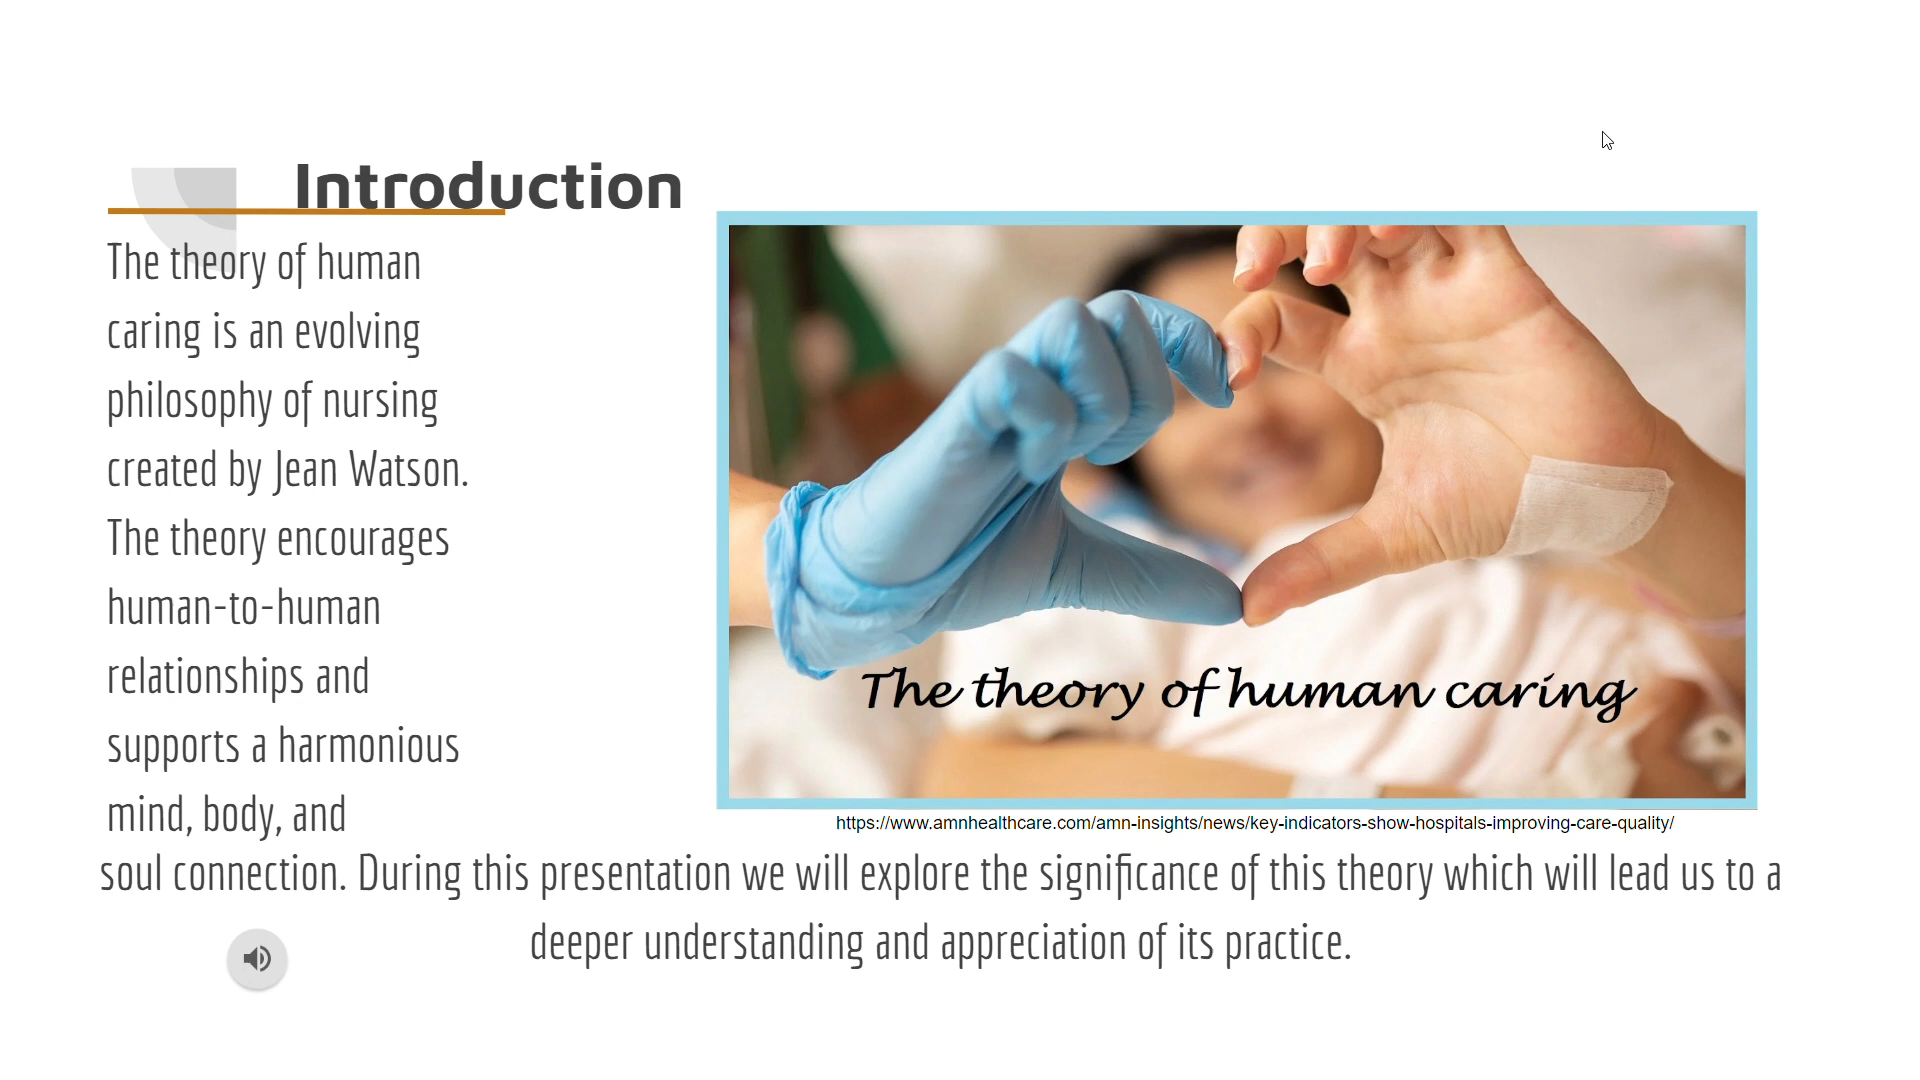 Introduction
The theory of human
caring is an evolving
philosophy of nursing
created by Jean Watson.
The theory encourages
human-to-human
relationships and
supports a harmonious
mind, body, and
The theory of human caring
https://www.amnhealthcare.com/amn-insights/news/key-indicators-show-hospitals-improving-care-quality/
soul connection. During this presentation we will explore the significance of this theory which will lead us to a
deeper understanding and appreciation of its practice.